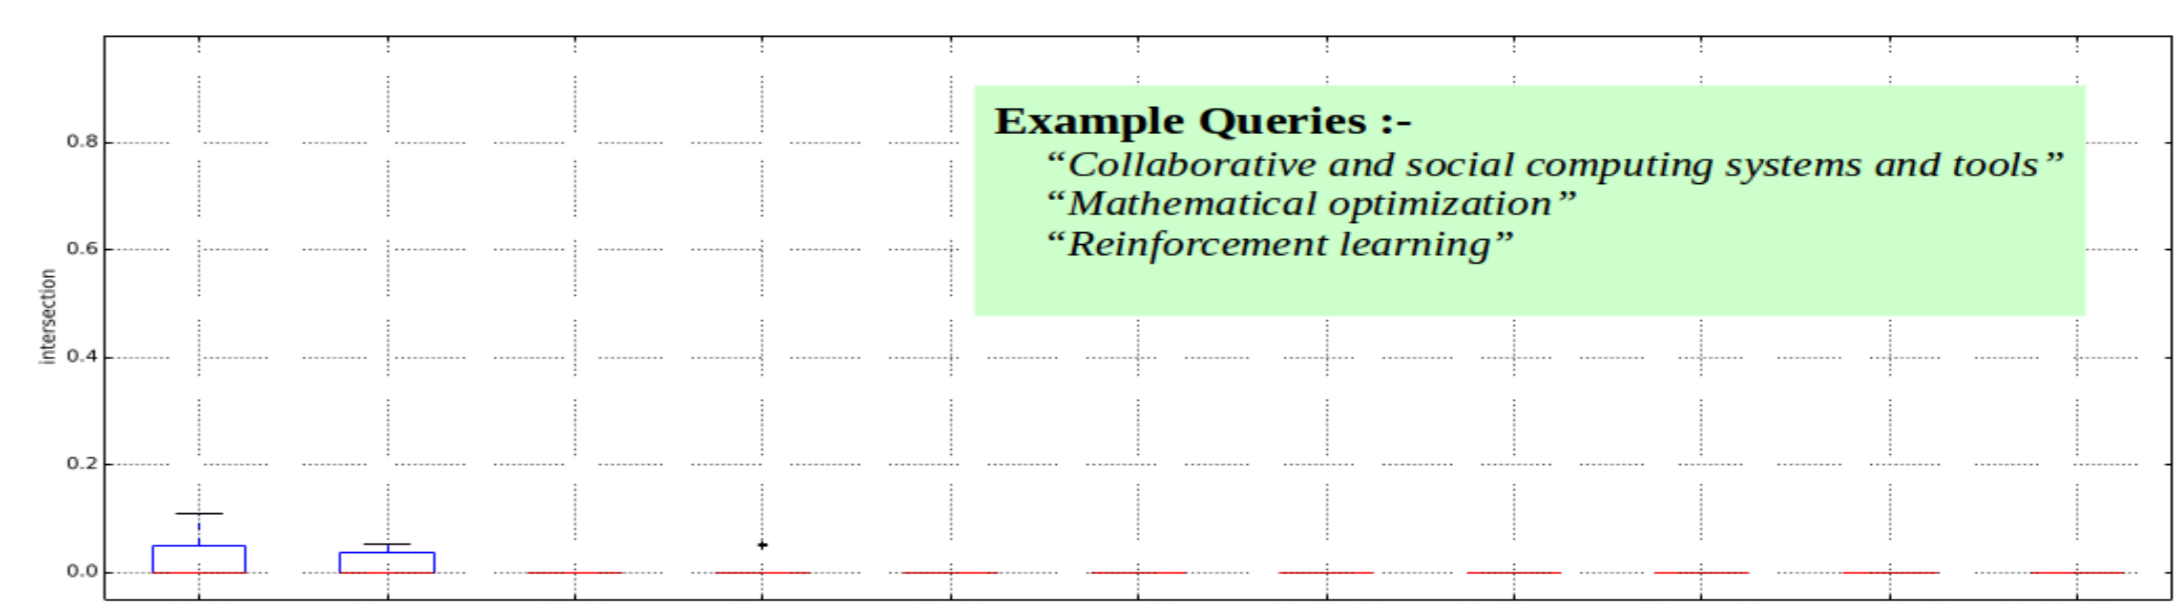 Example Queries :-
“Collaborative and social computing systems and tools”
“Mathematical optimization”
“Reinforcement learning”
intersection
0.8
0.6
0.4
0.2
0.0